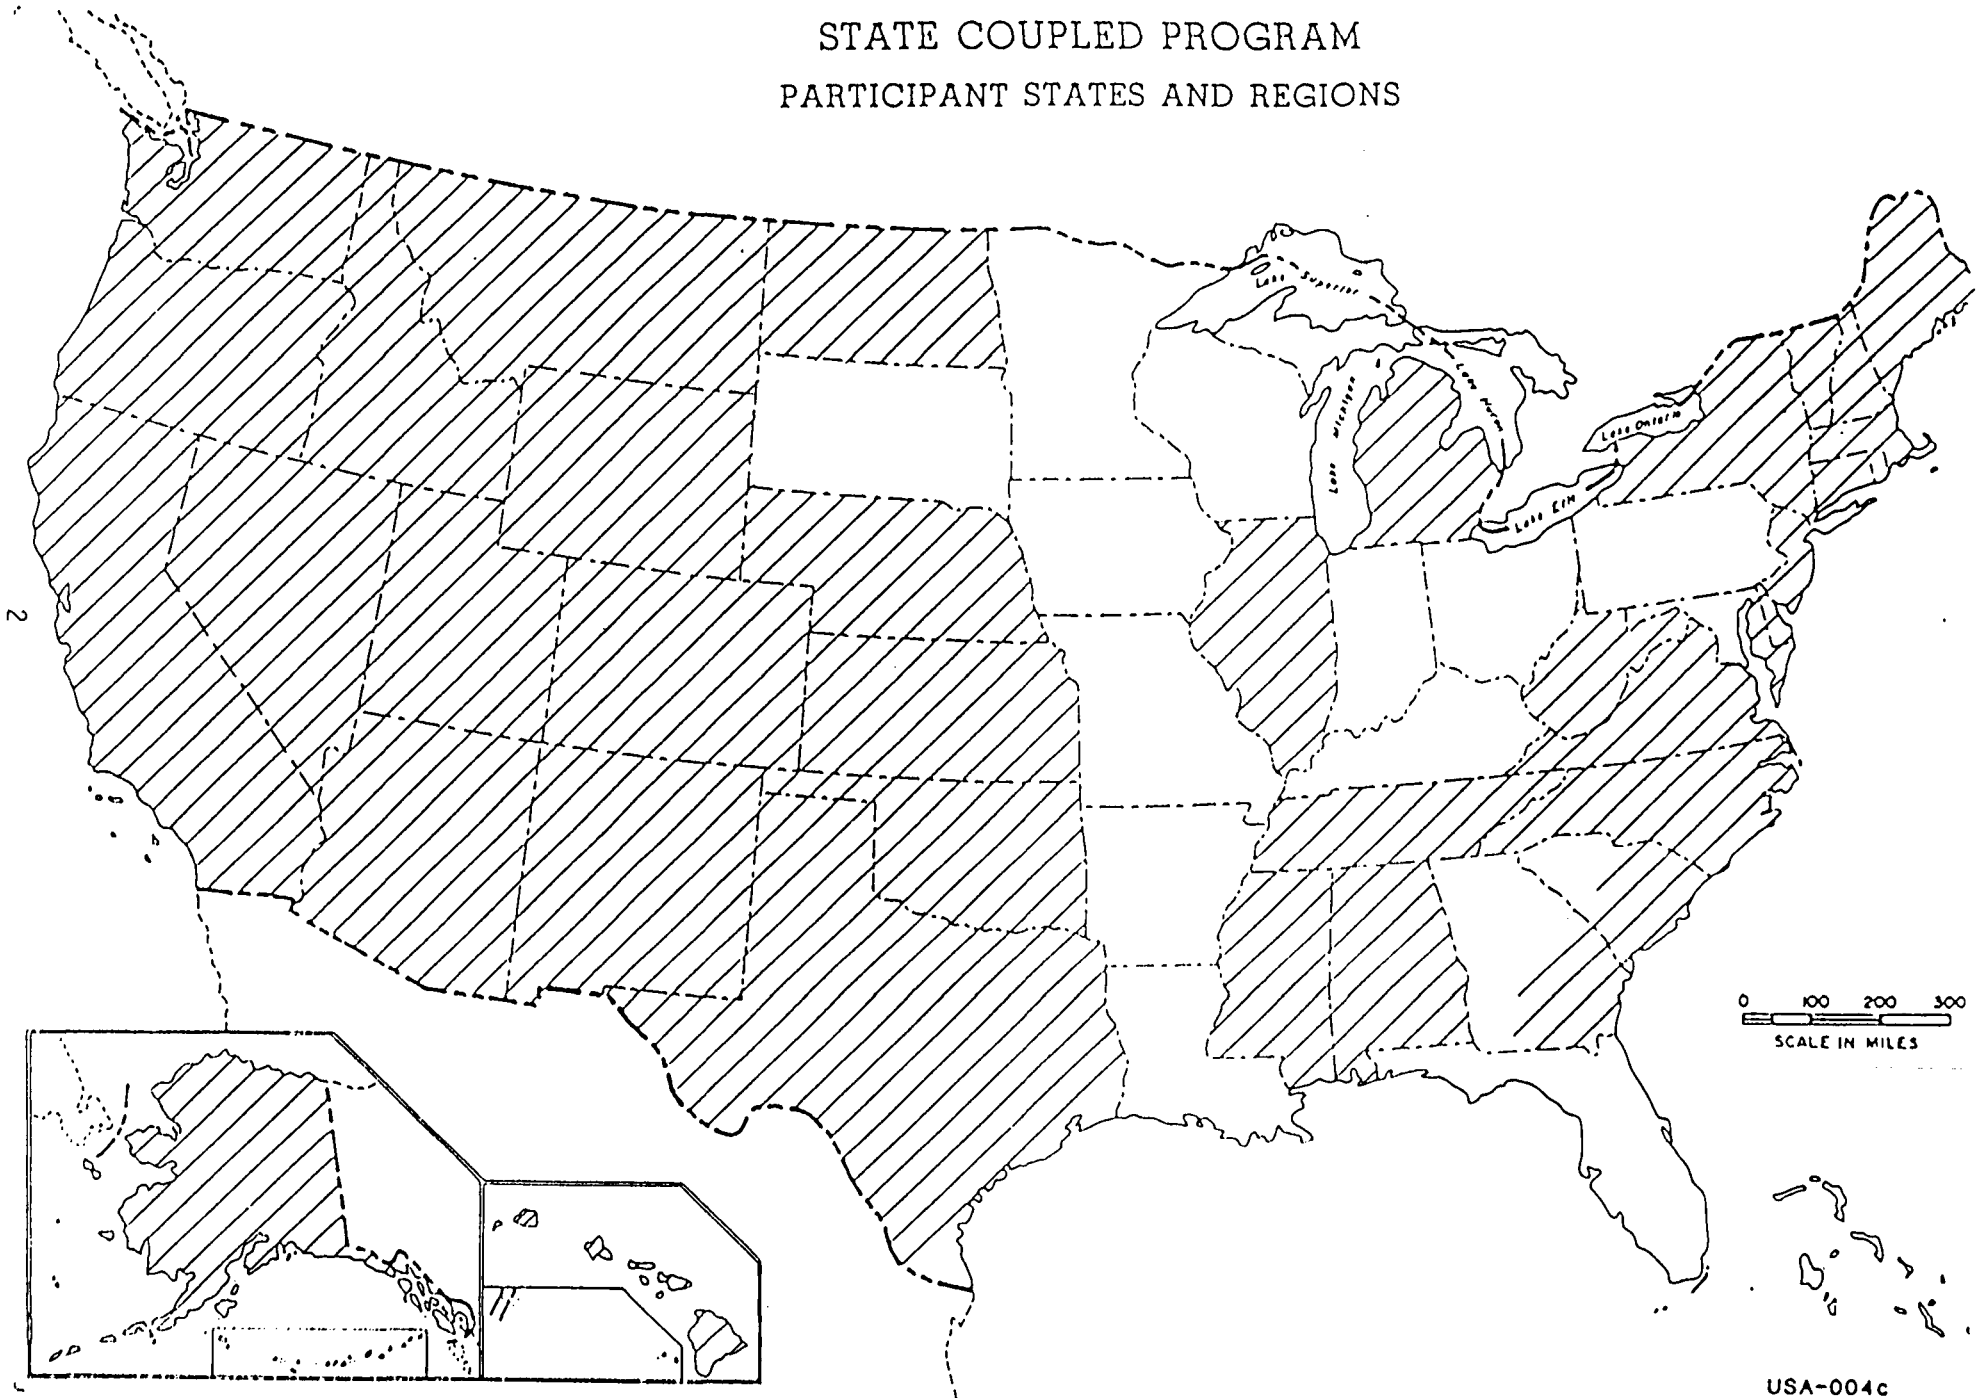 STATE COUPLED PROGRAM
PARTICIPANT STATES AND REGIONS
Lake Superior
Lake Michigan
Lake Huron
Lake Ontario
Lake Erie
2
0 100 200 300
SCALE IN MILES
USA-004c